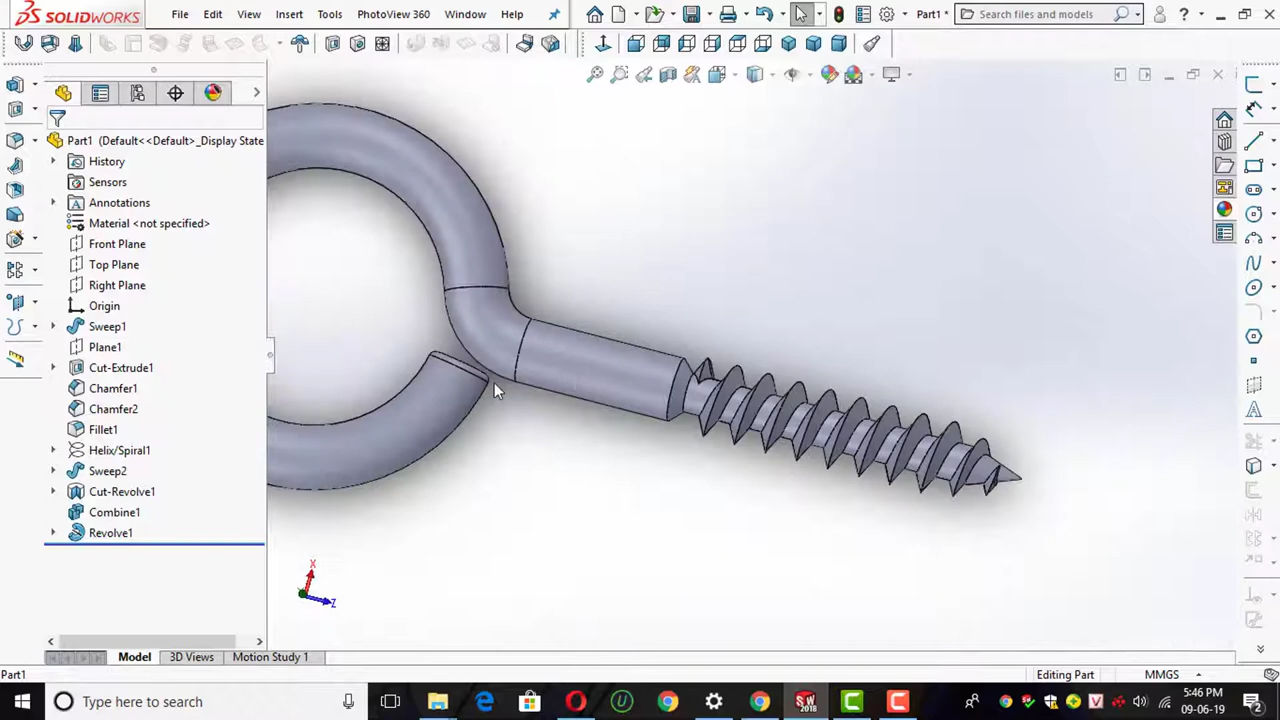 SOLIDWORKS File Edit View Insert Tools PhotoView 360 Window Help Part1 * Search files and models ?
Part1 (Default<<Default>_Display State
History
Sensors
A Annotations
Material <not specified>
Front Plane
Top Plane
Right Plane
Origin
Sweep1
Plane1
Cut-Extrude1
Chamfer1
Chamfer2
Fillet1
Helix/Spiral1
Sweep2
Cut-Revolve1
Combine1
Revolve1
X
Z
Model 3D Views Motion Study 1
Part1 Editing Part MMGS
Type here to search SW 2018 5:46 PM
09-06-19